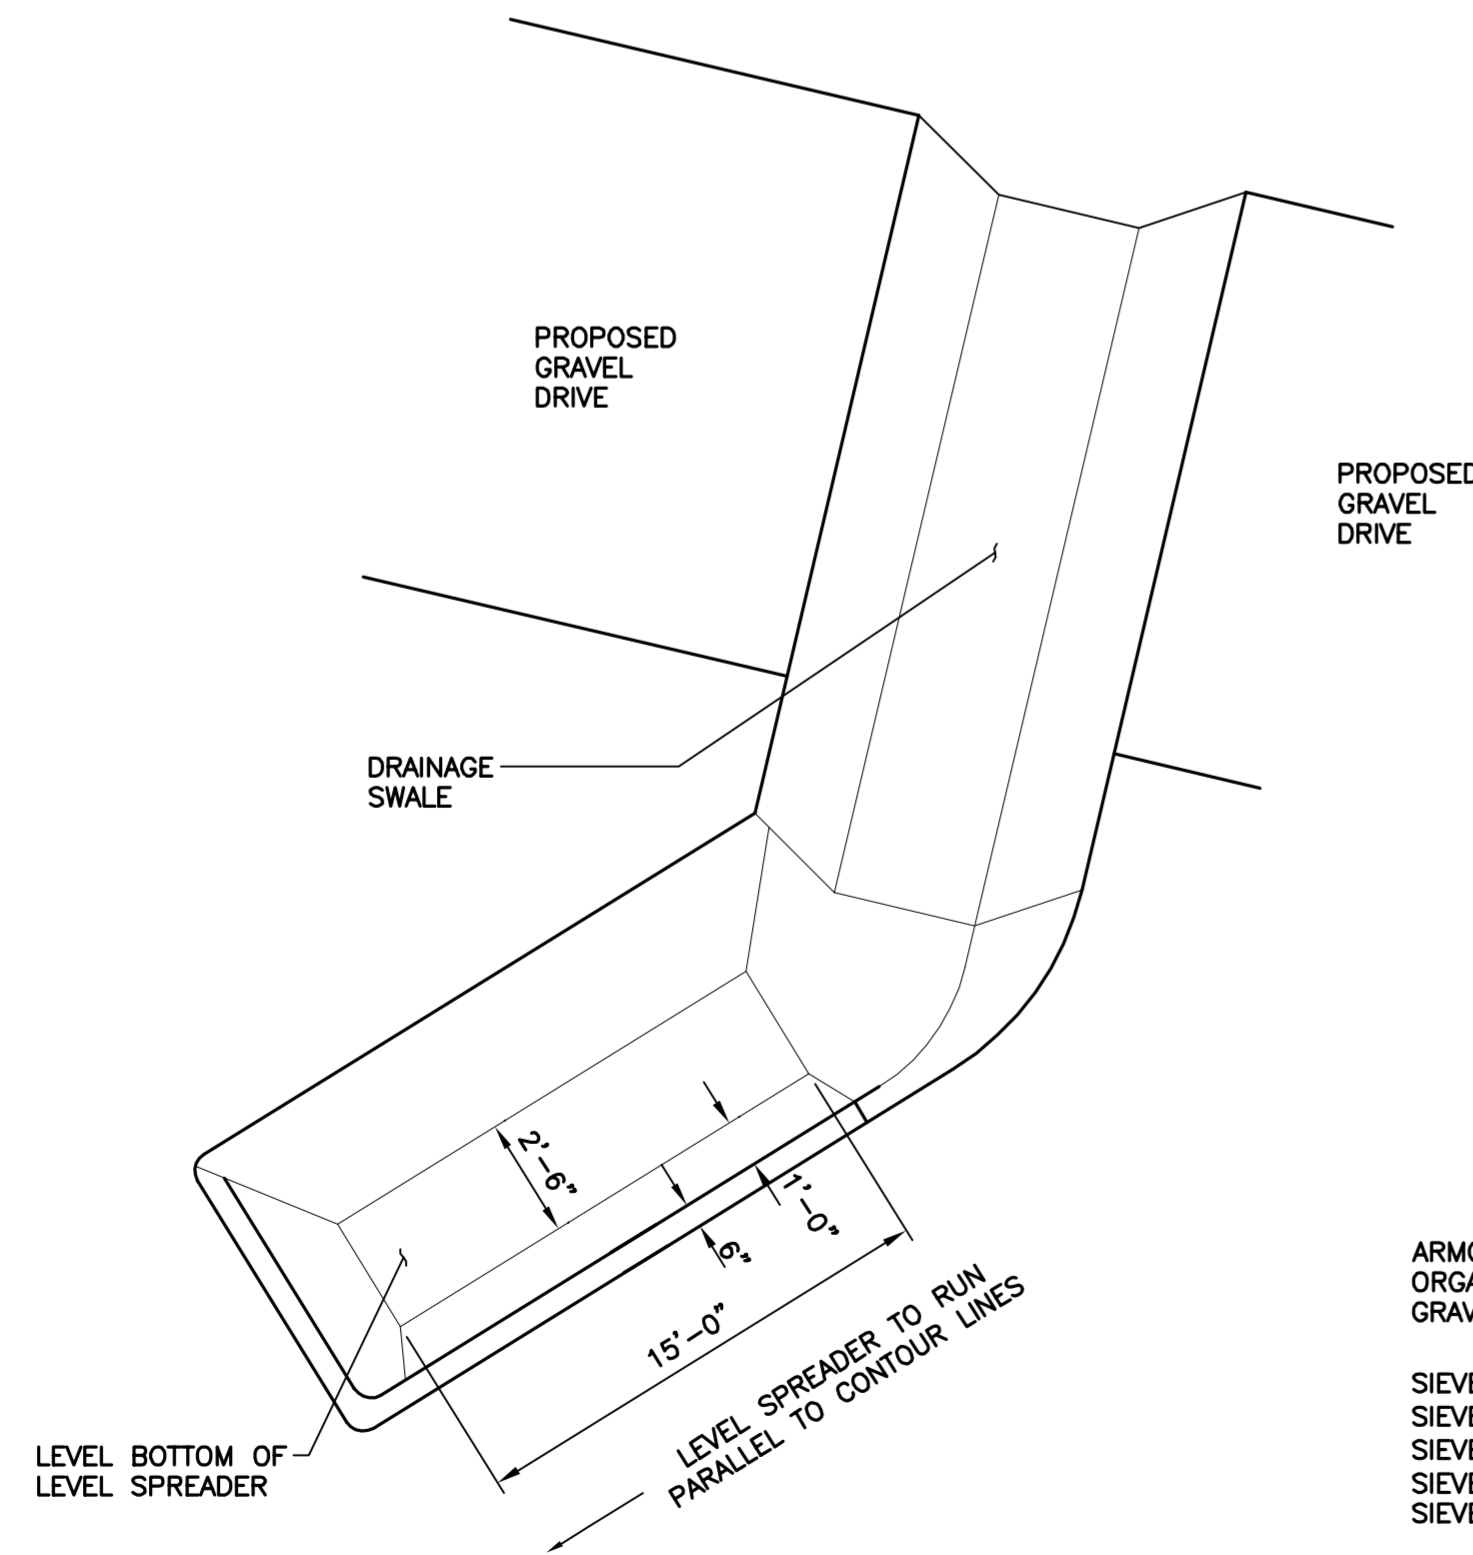 PROPOSED
GRAVEL
DRIVE
PROPOSED
GRAVEL
DRIVE
DRAINAGE
SWALE
2'-6"
1'-0"
6"
15'-0"
LEVEL SPREADER TO RUN
PARALLEL TO CONTOUR LINES
LEVEL BOTTOM OF
LEVEL SPREADER